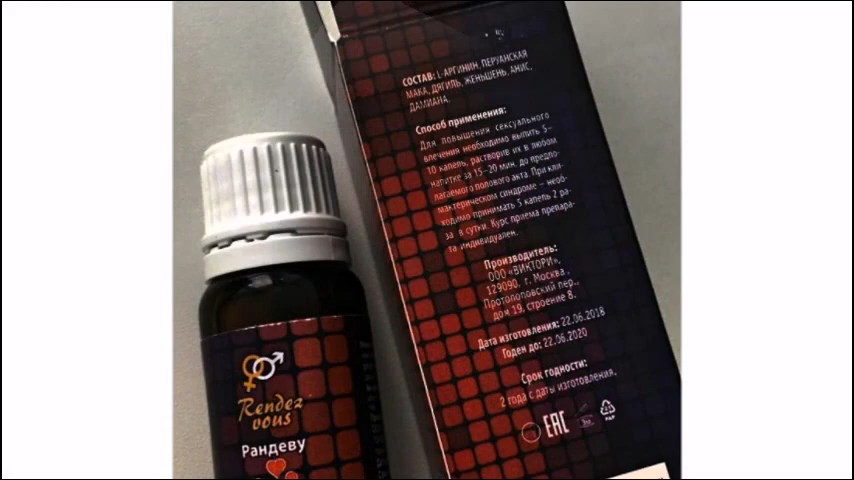 СОСТАВ: L-АРГИНИН, ПЕРУАНСКАЯ
МАКА, ДЯГИЛЬ, ЖЕНЬШЕНЬ, АНИС,
ДАМИАНА.
Способ применения:
Для повышения сексуального
влечения необходимо выпить 5–
10 капель, растворив их в любом
напитке за 15–20 мин. до предпо-
лагаемого полового акта. При кли-
мактерическом синдроме – необ-
ходимо принимать 5 капель 2 ра-
за в сутки. Курс приема препара-
та индивидуален.
Производитель:
ООО «ВИКТОРИ»,
129090, г. Москва,
Протопоповский пер.,
дом 19, строение 8.
Дата изготовления: 22.06.2018
Годен до: 22.06.2020
Срок годности:
2 года с даты изготовления.
EAC
Rendez
vous
Рандеву